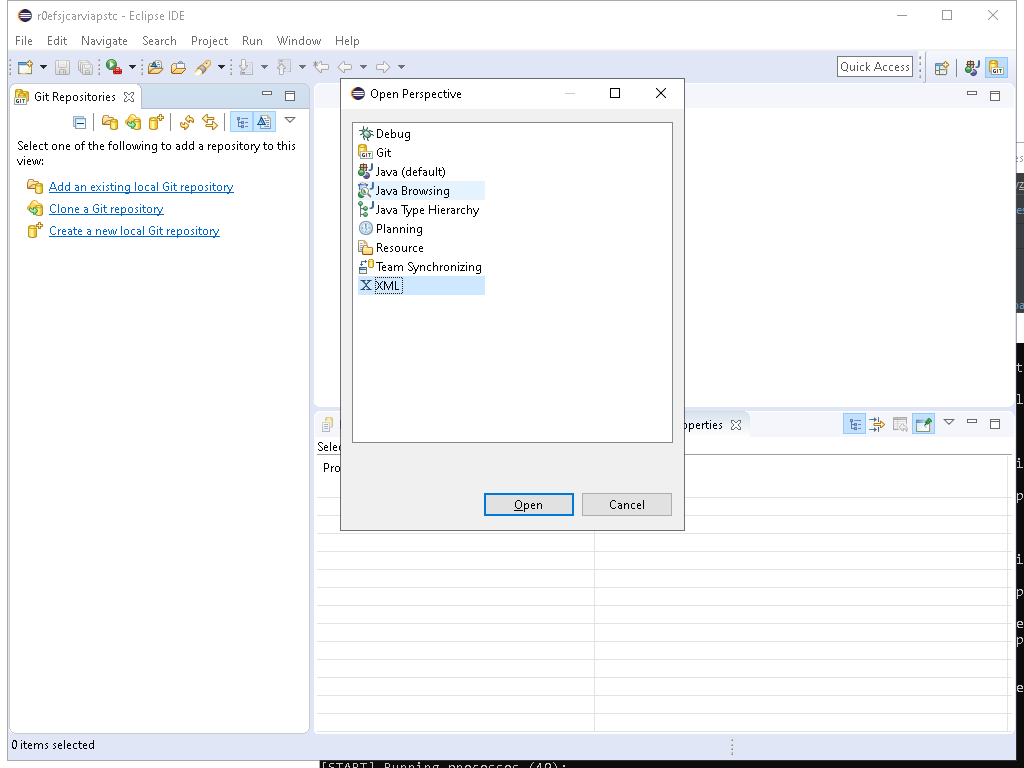 r0efsjcarviapstc - Eclipse IDE
File Edit Navigate Search Project Run Window Help
Quick Access
Git Repositories
Select one of the following to add a repository to this
view:
Add an existing local Git repository
Clone a Git repository
Create a new local Git repository
Open Perspective
Debug
Git
Java (default)
Java Browsing
Java Type Hierarchy
Planning
Resource
Team Synchronizing
XML
Open Cancel
operties
Selec
Pro
0 items selected
[START] Running processes (40):